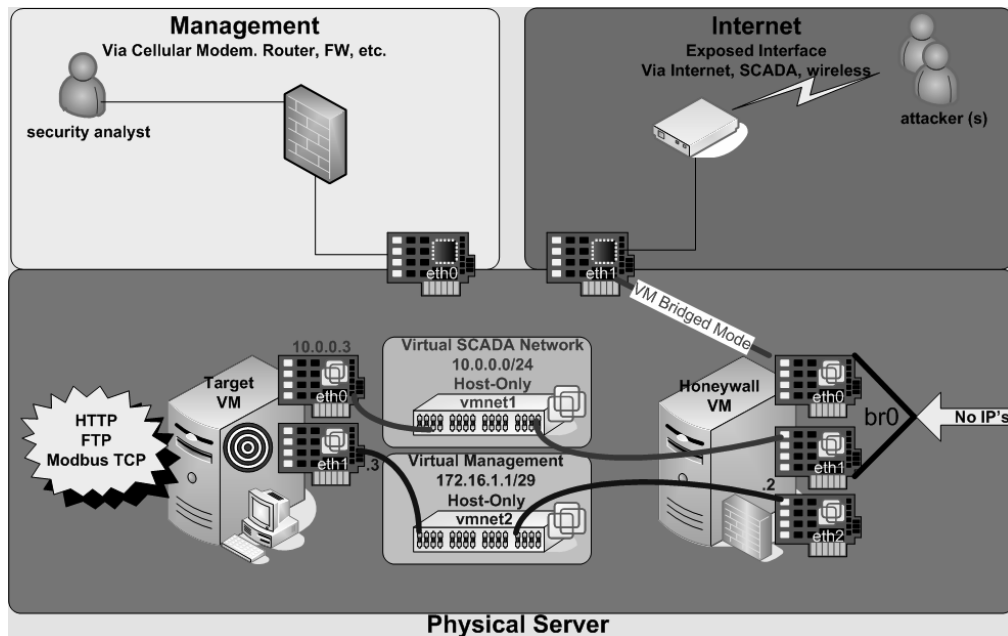 Management
Via Cellular Modem. Router, FW, etc.
security analyst
eth0
Internet
Exposed Interface
Via Internet, SCADA, wireless
attacker (s)
eth1
VM Bridged Mode
10.0.0.3
Target
VM
eth0
eth1
.3
HTTP
FTP
Modbus TCP
Virtual SCADA Network
10.0.0.0/24
Host-Only
vmnet1
Virtual Management
172.16.1.1/29
Host-Only
vmnet2
Honeywall
VM
eth0
eth1
.2
eth2
br0
No IP's
Physical Server